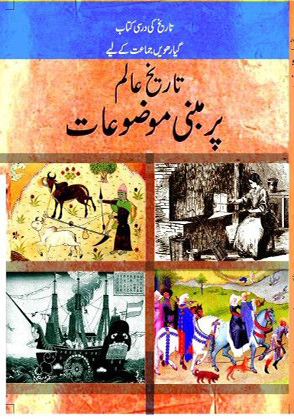 تاریخ کی درسی کتاب
گیارھویں جماعت کے لیے
تاریخ عالم
پر مبنی موضوعات